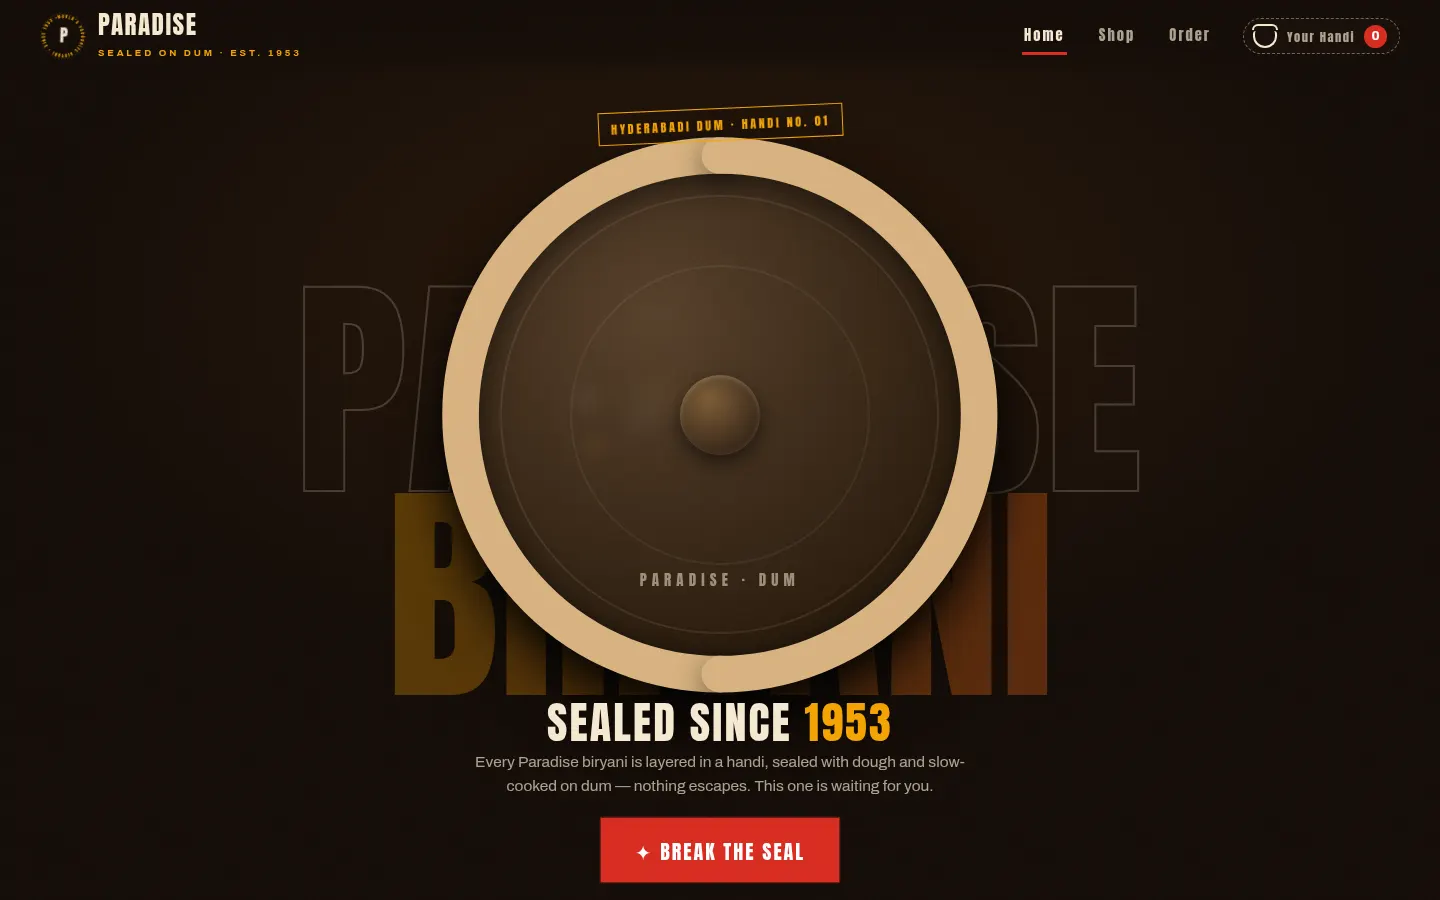 P
PARADISE
SEALED ON DUM · EST. 1953
Home
Shop
Order
Your Handi
0
HYDERABADI DUM · HANDI NO. 01
PARADISE · DUM
SEALED SINCE 1953
Every Paradise biryani is layered in a handi, sealed with dough and slow-
cooked on dum — nothing escapes. This one is waiting for you.
✦ BREAK THE SEAL